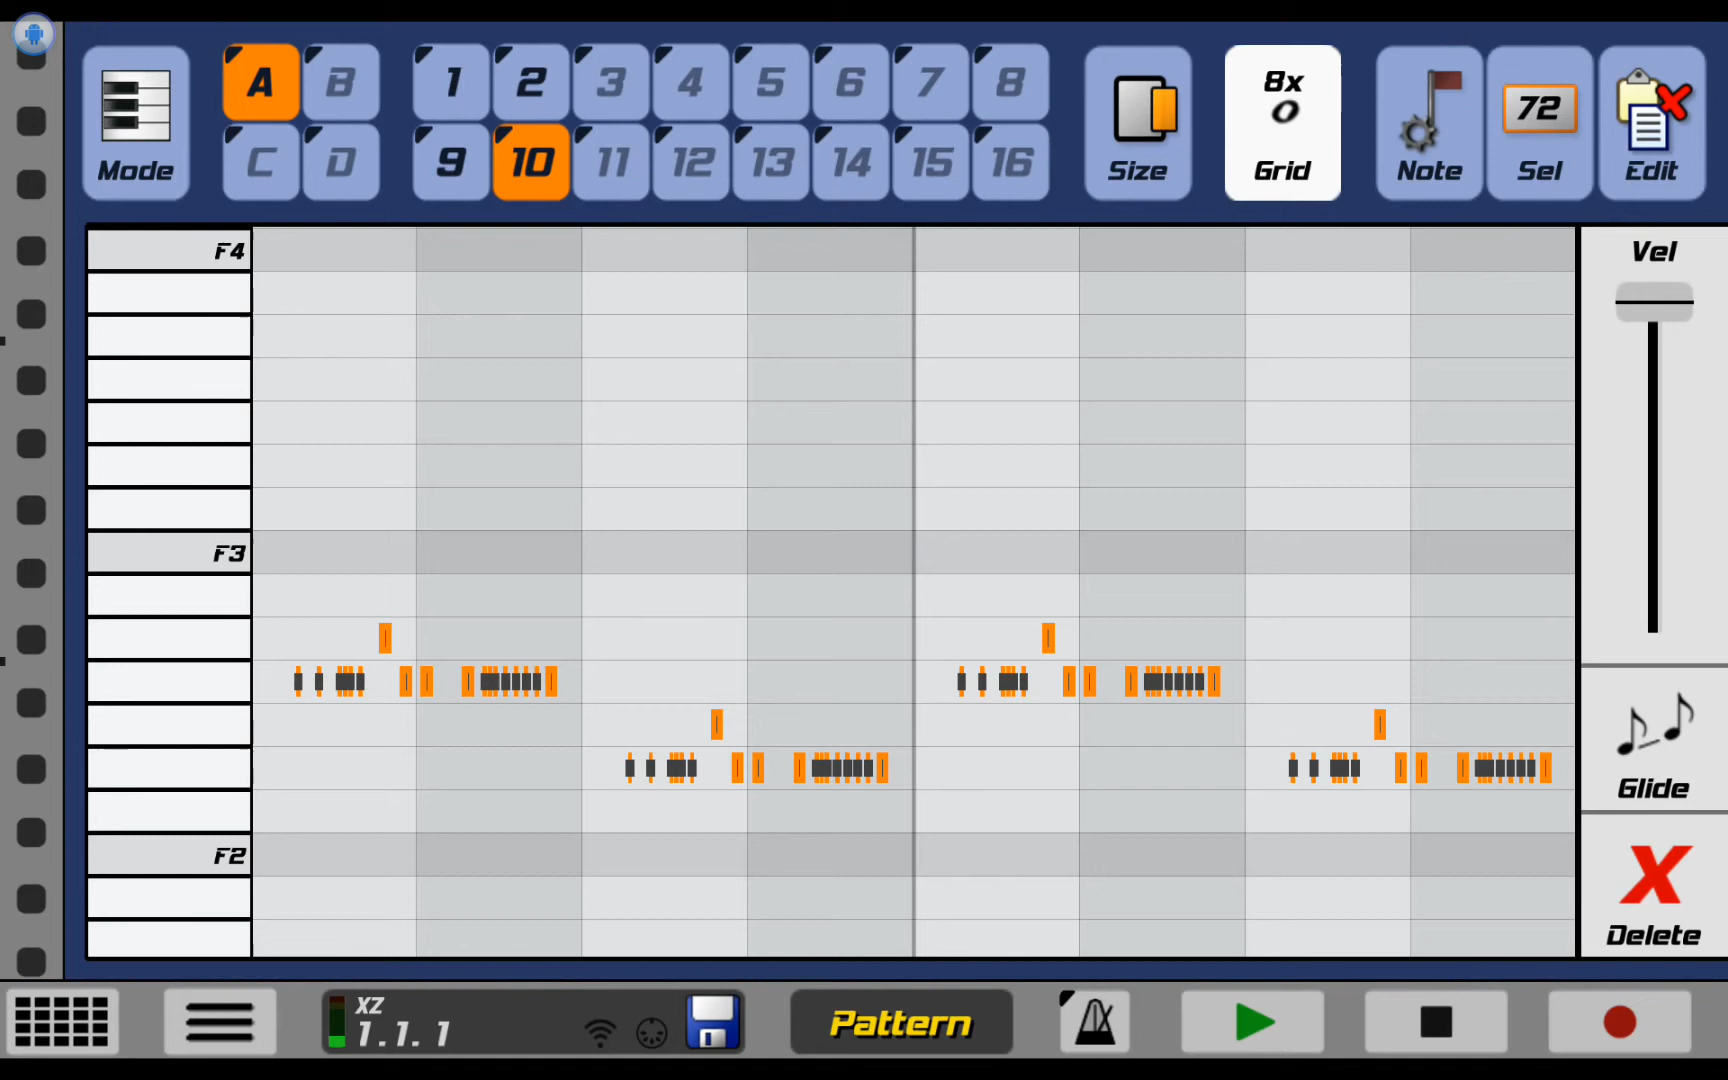 Mode
A
B
C
D
1
2
3
4
5
6
7
8
9
10
11
12
13
14
15
16
Size
8x
Grid
Note
72
Sel
Edit
F4
F3
F2
Vel
Glide
X
Delete
XZ
1. 1. 1
Pattern